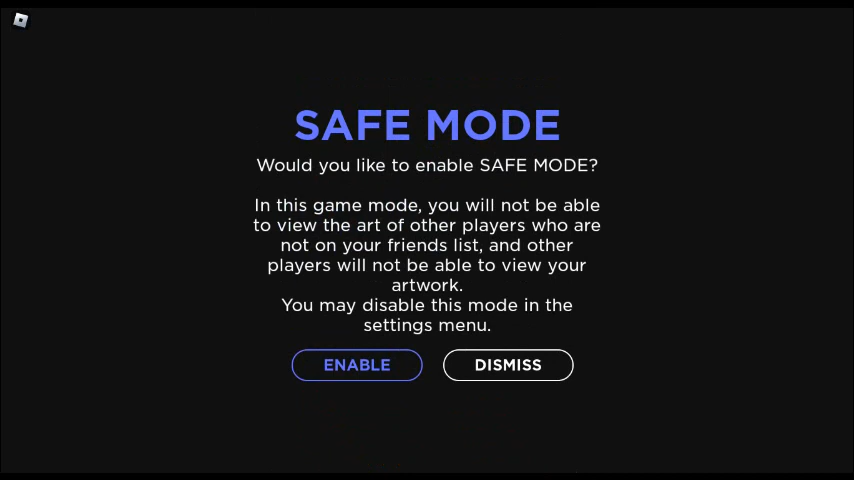 SAFE MODE
Would you like to enable SAFE MODE?
In this game mode, you will not be able
to view the art of other players who are
not on your friends list, and other
players will not be able to view your
artwork.
You may disable this mode in the
settings menu.
ENABLE
DISMISS